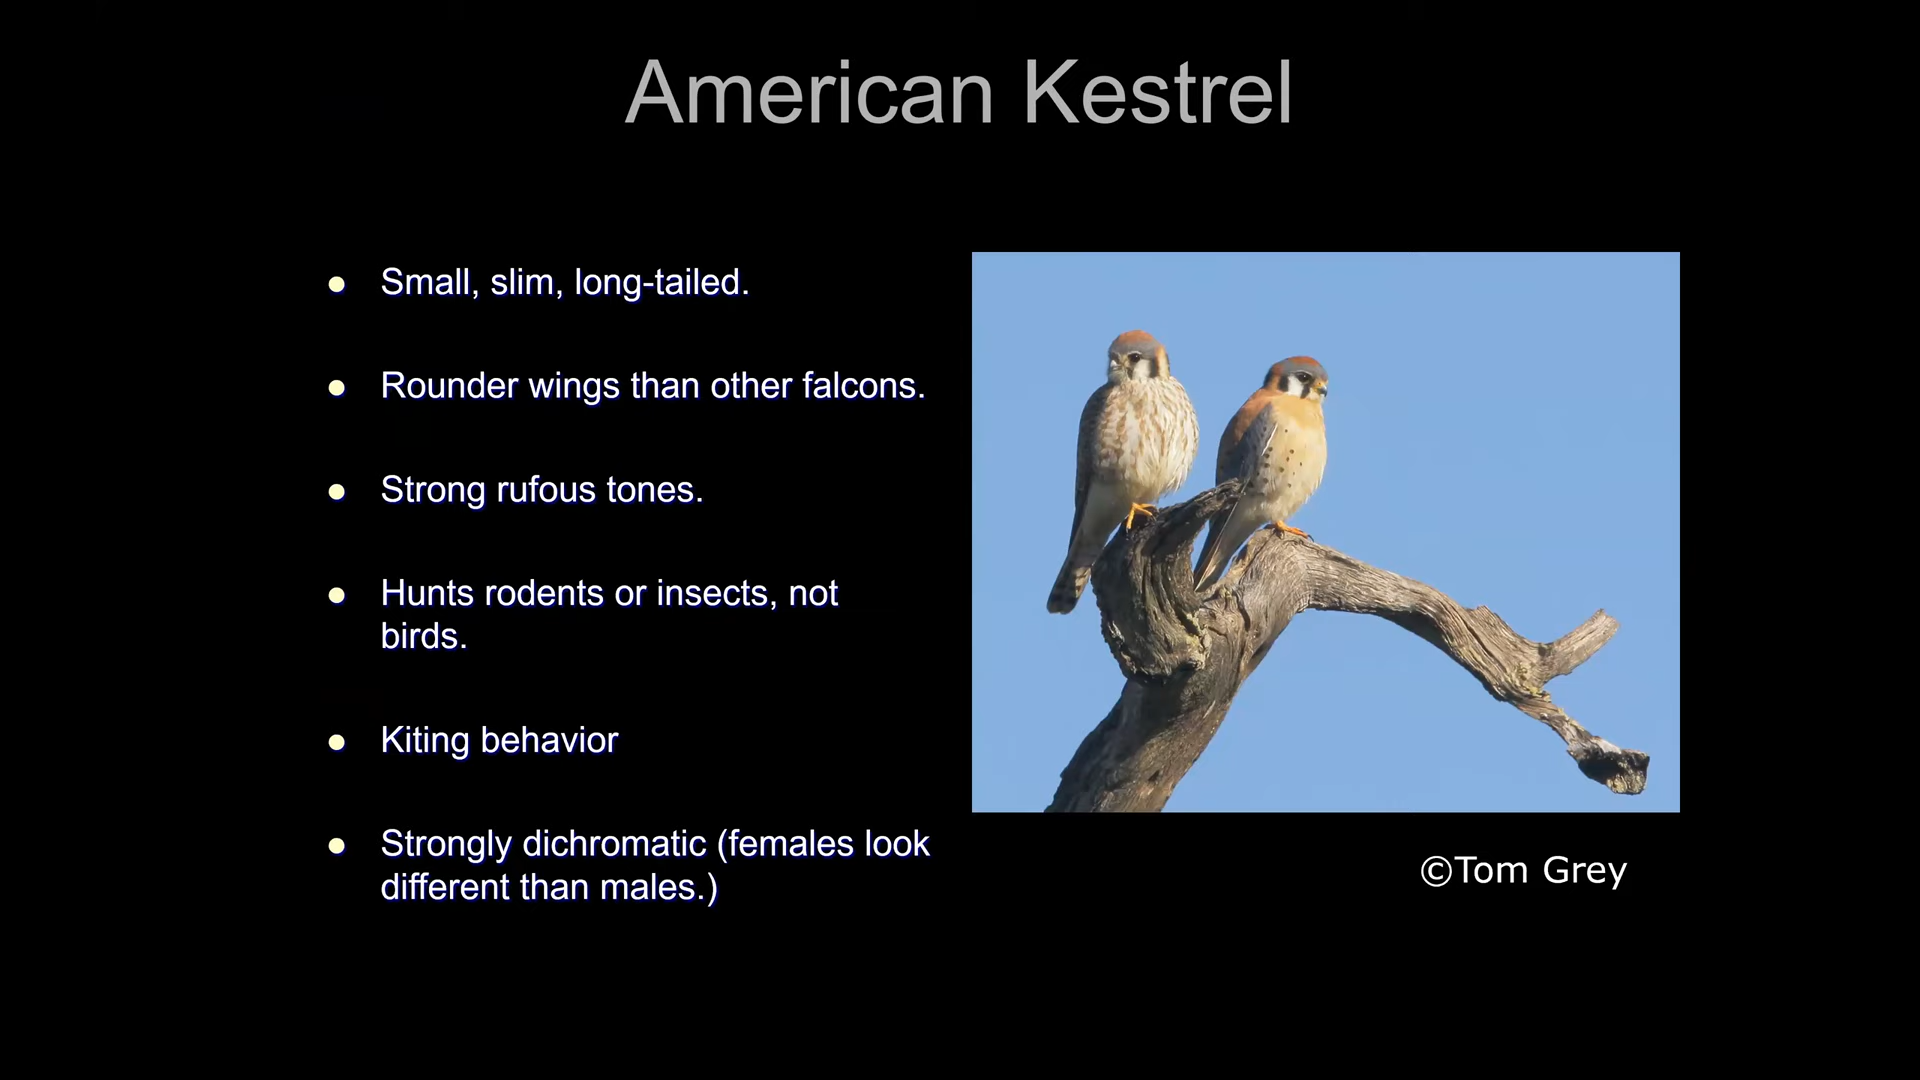 American Kestrel
● Small, slim, long-tailed.
● Rounder wings than other falcons.
● Strong rufous tones.
● Hunts rodents or insects, not
birds.
● Kiting behavior
● Strongly dichromatic (females look
different than males.)
©Tom Grey